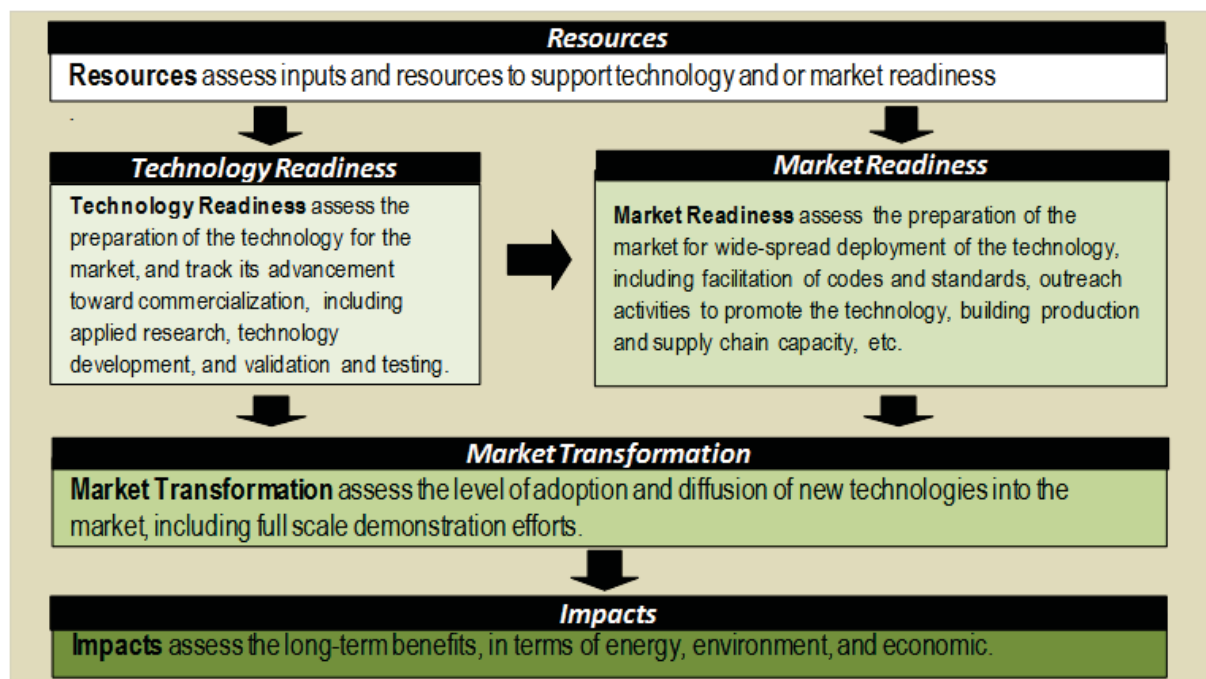 Resources
Resources assess inputs and resources to support technology and or market readiness
.
Technology Readiness
Technology Readiness assess the
preparation of the technology for the
market, and track its advancement
toward commercialization, including
applied research, technology
development, and validation and testing.
Market Readiness
Market Readiness assess the preparation of the
market for wide-spread deployment of the technology,
including facilitation of codes and standards, outreach
activities to promote the technology, building production
and supply chain capacity, etc.
Market Transformation
Market Transformation assess the level of adoption and diffusion of new technologies into the
market, including full scale demonstration efforts.
Impacts
Impacts assess the long-term benefits, in terms of energy, environment, and economic.